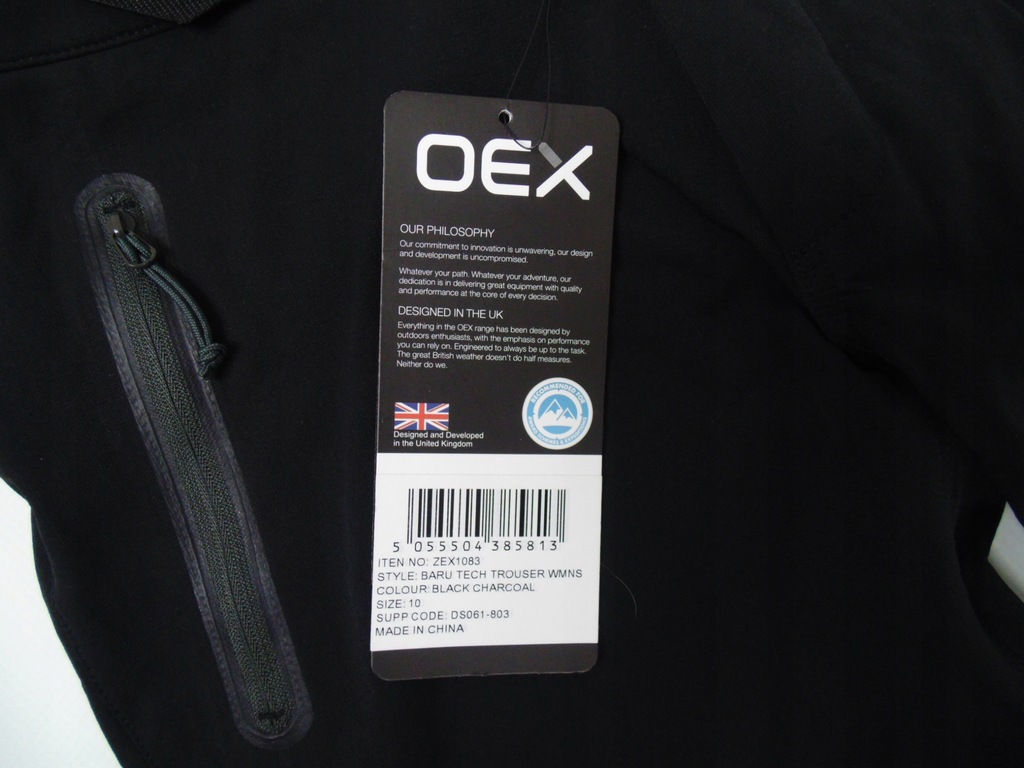 OEX
OUR PHILOSOPHY
Our commitment to innovation is unwavering, our design
and development is uncompromised.
Whatever your path. Whatever your adventure, our
dedication is in delivering great equipment with quality
and performance at the core of every decision.
DESIGNED IN THE UK
Everything in the OEX range has been designed by
outdoors enthusiasts, with the emphasis on performance
you can rely on. Engineered to always be up to the task.
The great British weather doesn't do half measures.
Neither do we.
RECOMMENDED FOR
Designed and Developed
in the United Kingdom
5 055504 385813
ITEN NO: ZEX1083
STYLE: BARU TECH TROUSER WMNS
COLOUR: BLACK CHARCOAL
SIZE: 10
SUPP CODE: DS061-803
MADE IN CHINA